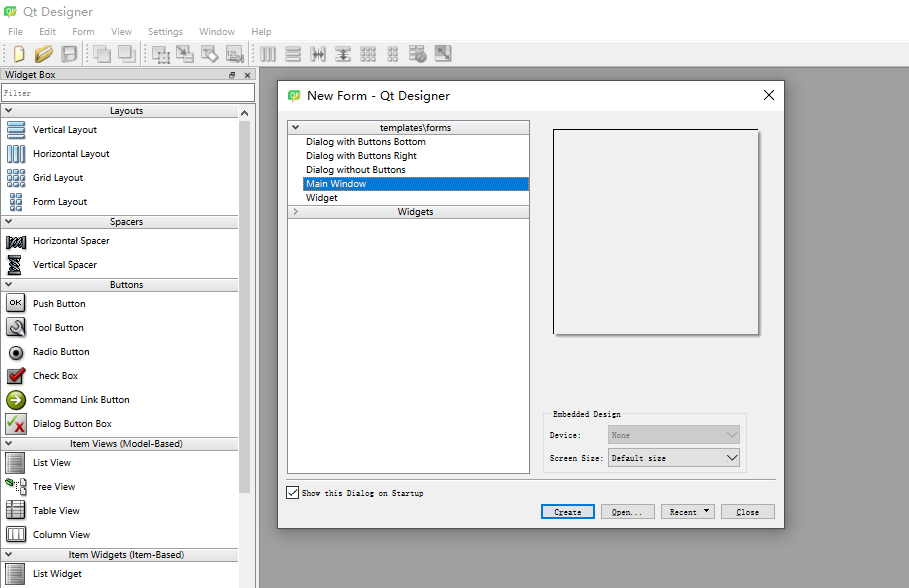 Qt Designer
File Edit Form View Settings Window Help
Widget Box
Filter
Layouts
Vertical Layout
Horizontal Layout
Grid Layout
Form Layout
Spacers
Horizontal Spacer
Vertical Spacer
Buttons
OK
Push Button
Tool Button
Radio Button
Check Box
Command Link Button
Dialog Button Box
Item Views (Model-Based)
List View
Tree View
Table View
Column View
Item Widgets (Item-Based)
List Widget
New Form - Qt Designer
templates\forms
Dialog with Buttons Bottom
Dialog with Buttons Right
Dialog without Buttons
Main Window
Widget
Widgets
Embedded Design
Device: None
Screen Size: Default size
Show this Dialog on Startup
Create Open... Recent Close